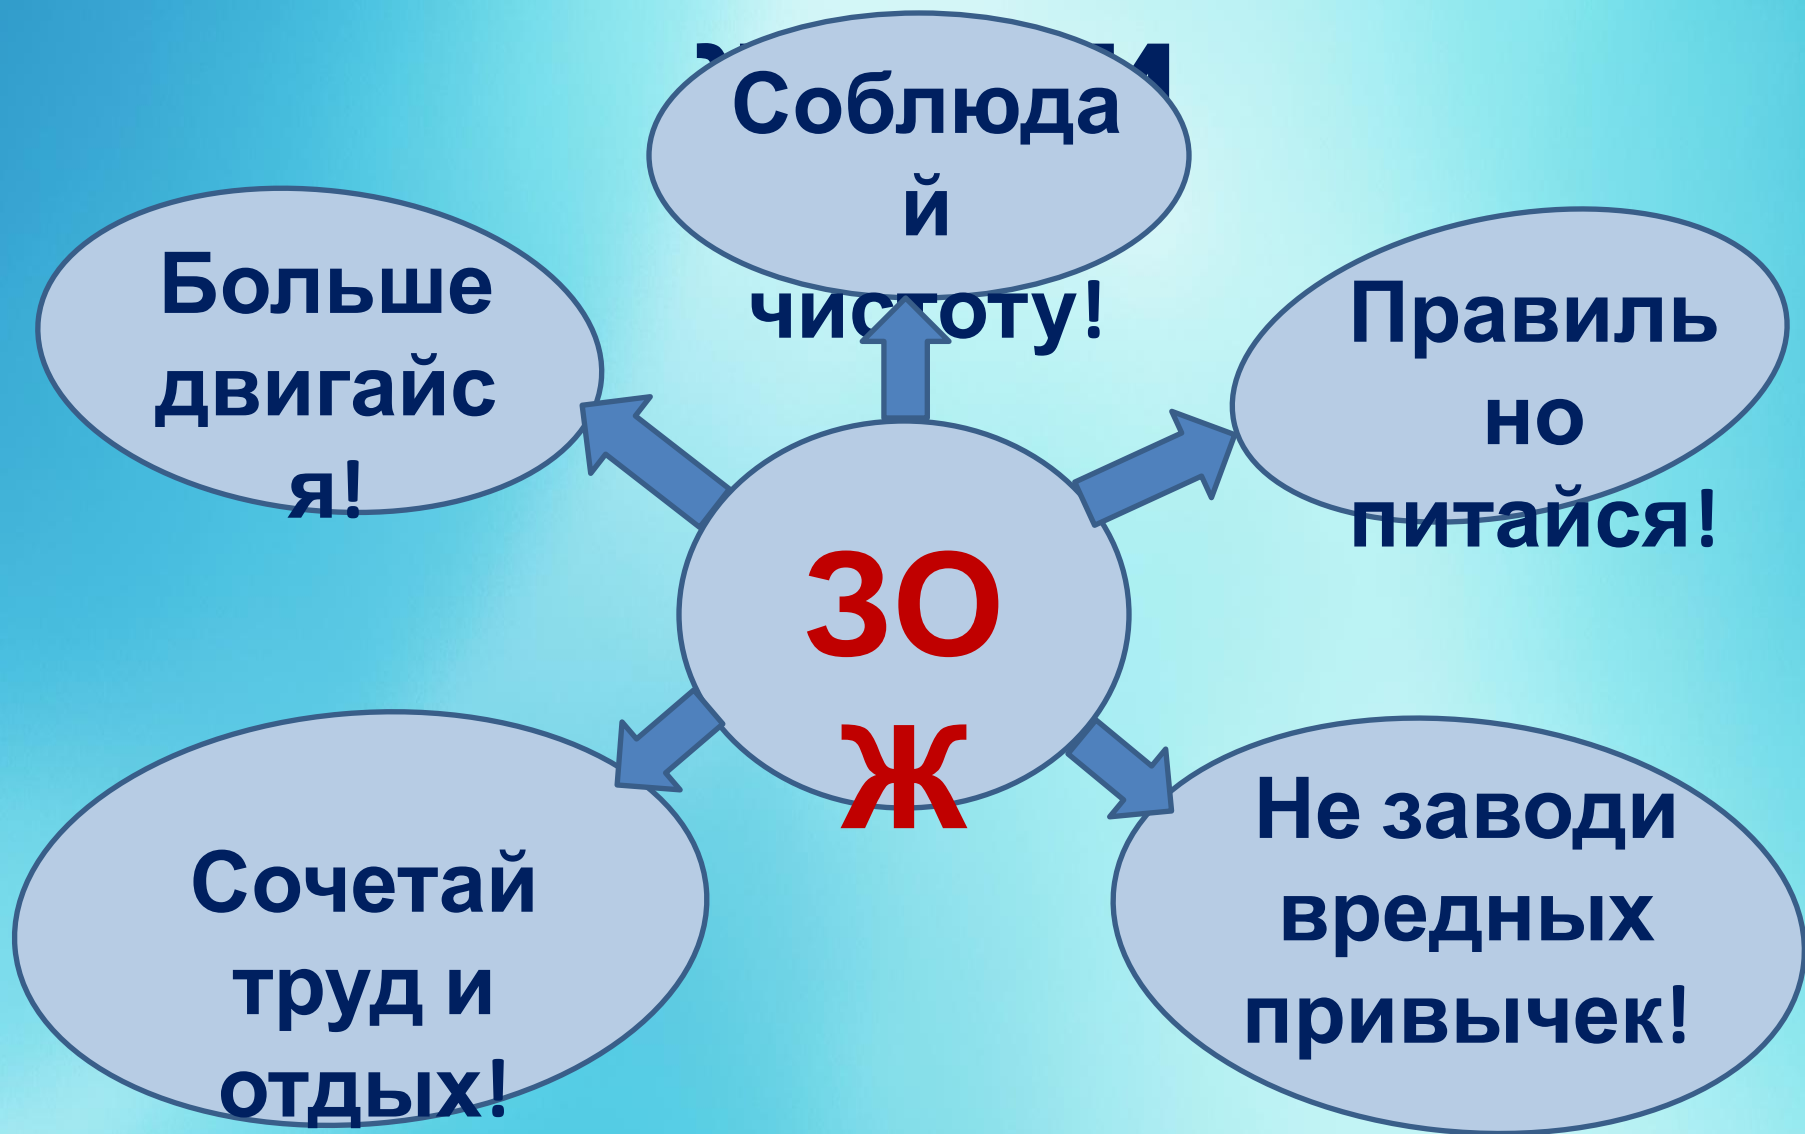 Соблюда
й
чистоту!
Больше
двигайс
я!
Правиль
но
питайся!
ЗО
Ж
Сочетай
труд и
отдых!
Не заводи
вредных
привычек!